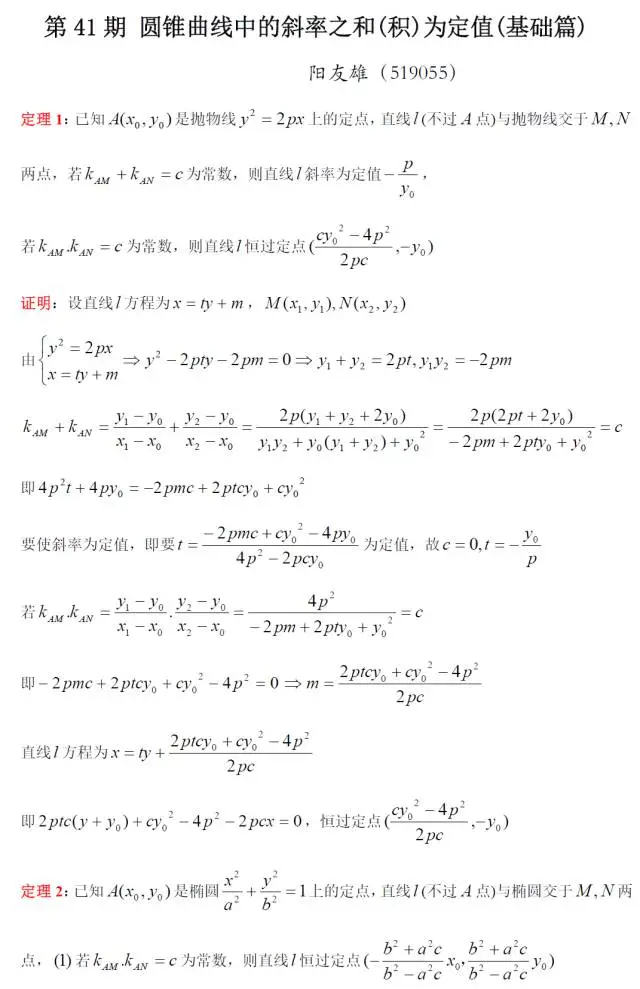 第 41 期 圆锥曲线中的斜率之和(积)为定值(基础篇)
阳友雄（519055）
定理 1：已知 $A(x_0, y_0)$ 是抛物线 $y^2 = 2px$ 上的定点，直线 $l$ (不过 $A$ 点)与抛物线交于 $M, N$
两点，若 $k_{AM} + k_{AN} = c$ 为常数，则直线 $l$ 斜率为定值 $-\frac{p}{y_0}$，
若 $k_{AM}.k_{AN} = c$ 为常数，则直线 $l$ 恒过定点 $(\frac{cy_0^2 - 4p^2}{2pc}, -y_0)$
证明：设直线 $l$ 方程为 $x = ty + m$，$M(x_1, y_1), N(x_2, y_2)$
由 $\begin{cases} y^2 = 2px \\ x = ty + m \end{cases} \Rightarrow y^2 - 2pty - 2pm = 0 \Rightarrow y_1 + y_2 = 2pt, y_1y_2 = -2pm$
$k_{AM} + k_{AN} = \frac{y_1 - y_0}{x_1 - x_0} + \frac{y_2 - y_0}{x_2 - x_0} = \frac{2p(y_1 + y_2 + 2y_0)}{y_1y_2 + y_0(y_1 + y_2) + y_0^2} = \frac{2p(2pt + 2y_0)}{-2pm + 2pty_0 + y_0^2} = c$
即 $4p^2t + 4py_0 = -2pmc + 2ptcy_0 + cy_0^2$
要使斜率为定值，即要 $t = \frac{-2pmc + cy_0^2 - 4py_0}{4p^2 - 2pcy_0}$ 为定值，故 $c = 0, t = -\frac{y_0}{p}$
若 $k_{AM}.k_{AN} = \frac{y_1 - y_0}{x_1 - x_0}.\frac{y_2 - y_0}{x_2 - x_0} = \frac{4p^2}{-2pm + 2pty_0 + y_0^2} = c$
即 $-2pmc + 2ptcy_0 + cy_0^2 - 4p^2 = 0 \Rightarrow m = \frac{2ptcy_0 + cy_0^2 - 4p^2}{2pc}$
直线 $l$ 方程为 $x = ty + \frac{2ptcy_0 + cy_0^2 - 4p^2}{2pc}$
即 $2ptc(y + y_0) + cy_0^2 - 4p^2 - 2pcx = 0$，恒过定点 $(\frac{cy_0^2 - 4p^2}{2pc}, -y_0)$
定理 2：已知 $A(x_0, y_0)$ 是椭圆 $\frac{x^2}{a^2} + \frac{y^2}{b^2} = 1$ 上的定点，直线 $l$ (不过 $A$ 点)与椭圆交于 $M, N$ 两
点，(1) 若 $k_{AM}.k_{AN} = c$ 为常数，则直线 $l$ 恒过定点 $(-\frac{b^2 + a^2c}{b^2 - a^2c}x_0, \frac{b^2 + a^2c}{b^2 - a^2c}y_0)$